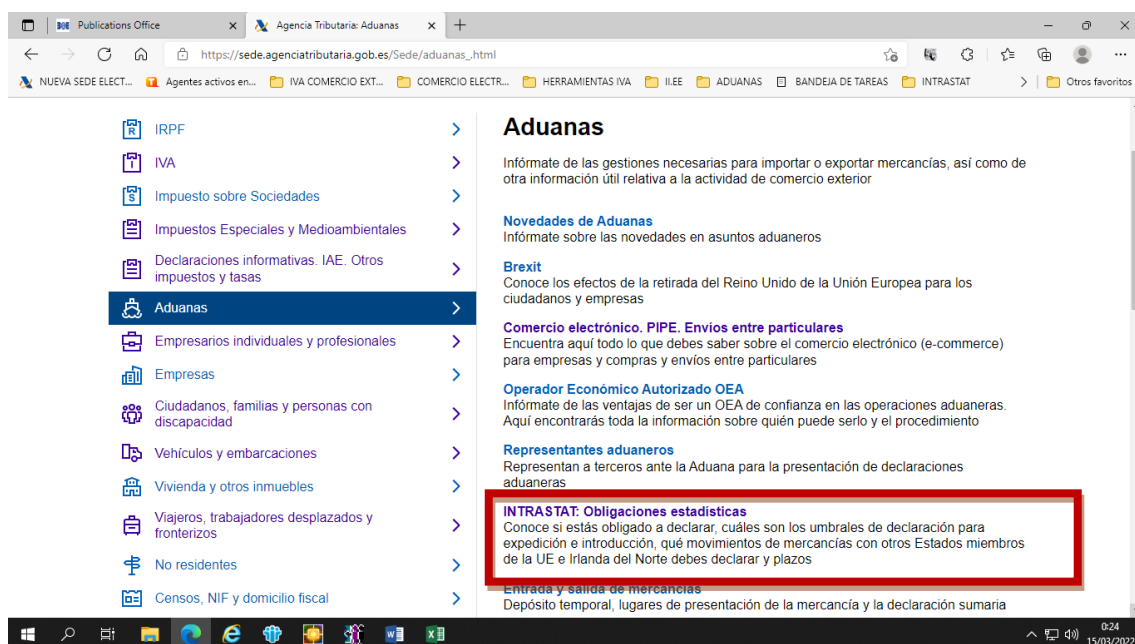 Publications Office
Agencia Tributaria: Aduanas
https://sede.agenciatributaria.gob.es/Sede/aduanas_.html
NUEVA SEDE ELECT...
Agentes activos en...
IVA COMERCIO EXT...
COMERCIO ELECTR...
HERRAMIENTAS IVA
II.EE
ADUANAS
BANDEJA DE TAREAS
INTRASTAT
Otros favoritos
IRPF
IVA
Impuesto sobre Sociedades
Impuestos Especiales y Medioambientales
Declaraciones informativas. IAE. Otros
impuestos y tasas
Aduanas
Empresarios individuales y profesionales
Empresas
Ciudadanos, familias y personas con
discapacidad
Vehículos y embarcaciones
Vivienda y otros inmuebles
Viajeros, trabajadores desplazados y
fronterizos
No residentes
Censos, NIF y domicilio fiscal
Aduanas
Infórmate de las gestiones necesarias para importar o exportar mercancías, así como de
otra información útil relativa a la actividad de comercio exterior
Novedades de Aduanas
Infórmate sobre las novedades en asuntos aduaneros
Brexit
Conoce los efectos de la retirada del Reino Unido de la Unión Europea para los
ciudadanos y empresas
Comercio electrónico. PIPE. Envíos entre particulares
Encuentra aquí todo lo que debes saber sobre el comercio electrónico (e-commerce)
para empresas y compras y envíos entre particulares
Operador Económico Autorizado OEA
Infórmate de las ventajas de ser un OEA de confianza en las operaciones aduaneras.
Aquí encontrarás toda la información sobre quién puede serlo y el procedimiento
Representantes aduaneros
Representan a terceros ante la Aduana para la presentación de declaraciones
aduaneras
INTRASTAT: Obligaciones estadísticas
Conoce si estás obligado a declarar, cuáles son los umbrales de declaración para
expedición e introducción, qué movimientos de mercancías con otros Estados miembros
de la UE e Irlanda del Norte debes declarar y plazos
Entrada y salida de mercancías
Depósito temporal, lugares de presentación de la mercancía y la declaración sumaria
0:24
15/03/2022